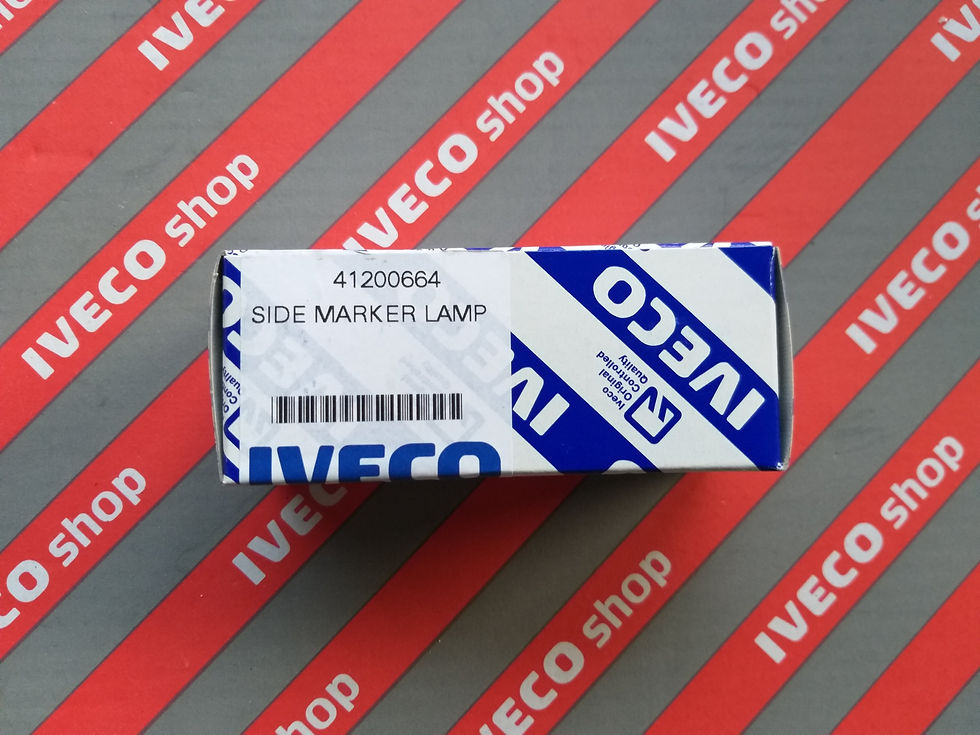 IVECO shop
IVECO shop
IVECO shop
IVECO shop
IVECO shop
41200664
SIDE MARKER LAMP
IVECO
IVECO
Iveco
Original
Quality
Controlled
IVECO shop
IVECO shop
IVECO shop
IVECO shop
shop